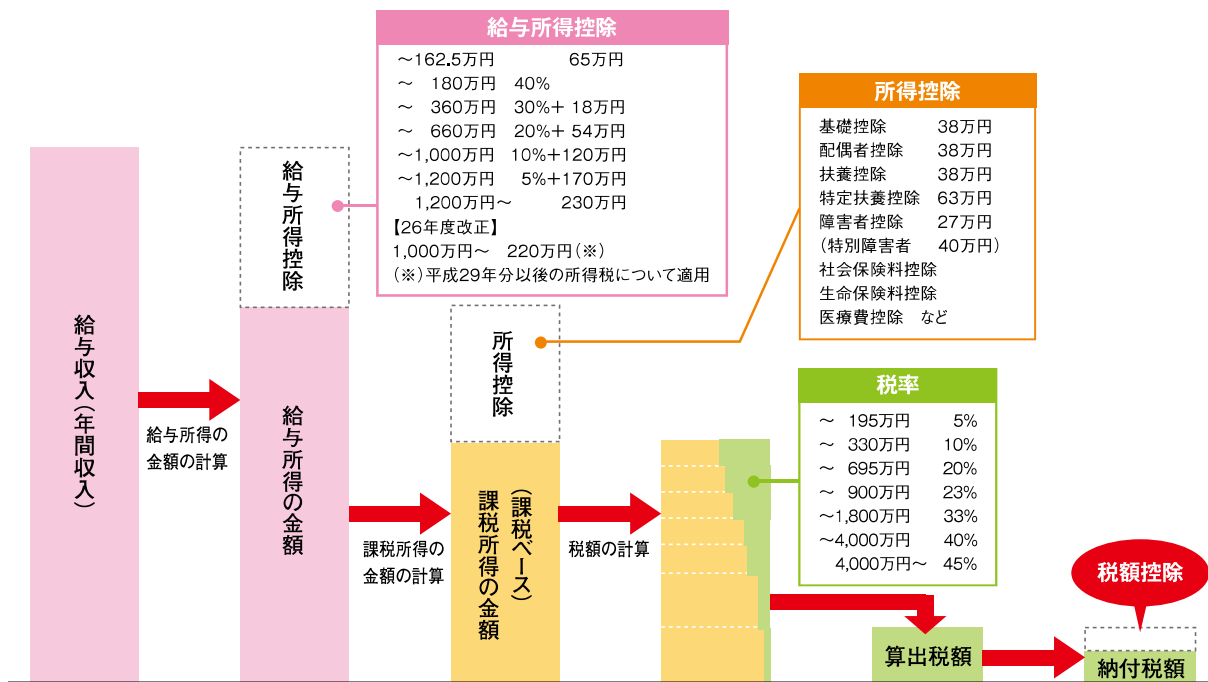 給与収入（年間収入）
給与所得の
金額の計算
給与所得控除
給与所得の金額
給与所得控除
～162.5万円 65万円
～ 180万円 40%
～ 360万円 30%＋ 18万円
～ 660万円 20%＋ 54万円
～1,000万円 10%＋120万円
～1,200万円 5%＋170万円
1,200万円～ 230万円
【26年度改正】
1,000万円～ 220万円（※）
（※）平成29年分以後の所得税について適用
課税所得の
金額の計算
所得控除
（課税ベース）
課税所得の金額
所得控除
基礎控除 38万円
配偶者控除 38万円
扶養控除 38万円
特定扶養控除 63万円
障害者控除 27万円
（特別障害者 40万円）
社会保険料控除
生命保険料控除
医療費控除 など
税額の計算
税率
～ 195万円 5%
～ 330万円 10%
～ 695万円 20%
～ 900万円 23%
～1,800万円 33%
～4,000万円 40%
4,000万円～ 45%
算出税額
税額控除
納付税額